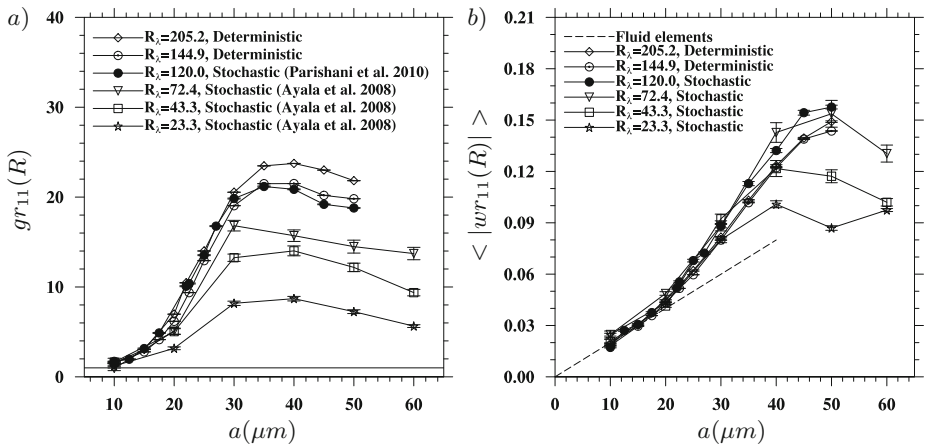 a)
40
30
20
10
0
gr₁₁(R)
R_λ=205.2, Deterministic
R_λ=144.9, Deterministic
R_λ=120.0, Stochastic (Parishani et al. 2010)
R_λ=72.4, Stochastic (Ayala et al. 2008)
R_λ=43.3, Stochastic (Ayala et al. 2008)
R_λ=23.3, Stochastic (Ayala et al. 2008)
10 20 30 40 50 60
a(μm)
b)
0.21
0.18
0.15
0.12
0.09
0.06
0.03
0.00
< |wr₁₁(R)| >
Fluid elements
R_λ=205.2, Deterministic
R_λ=144.9, Deterministic
R_λ=120.0, Stochastic
R_λ=72.4, Stochastic
R_λ=43.3, Stochastic
R_λ=23.3, Stochastic
0 10 20 30 40 50 60
a(μm)